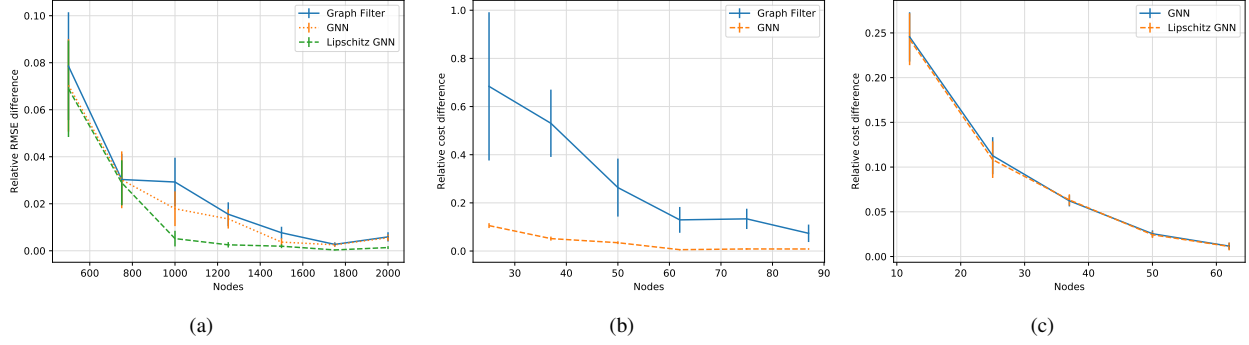 Graph Filter
GNN
Lipschitz GNN
Relative RMSE difference
0.10
0.08
0.06
0.04
0.02
0.00
600 800 1000 1200 1400 1600 1800 2000
Nodes
(a)
Graph Filter
GNN
Relative cost difference
1.0
0.8
0.6
0.4
0.2
0.0
30 40 50 60 70 80 90
Nodes
(b)
GNN
Lipschitz GNN
Relative cost difference
0.25
0.20
0.15
0.10
0.05
0.00
10 20 30 40 50 60
Nodes
(c)